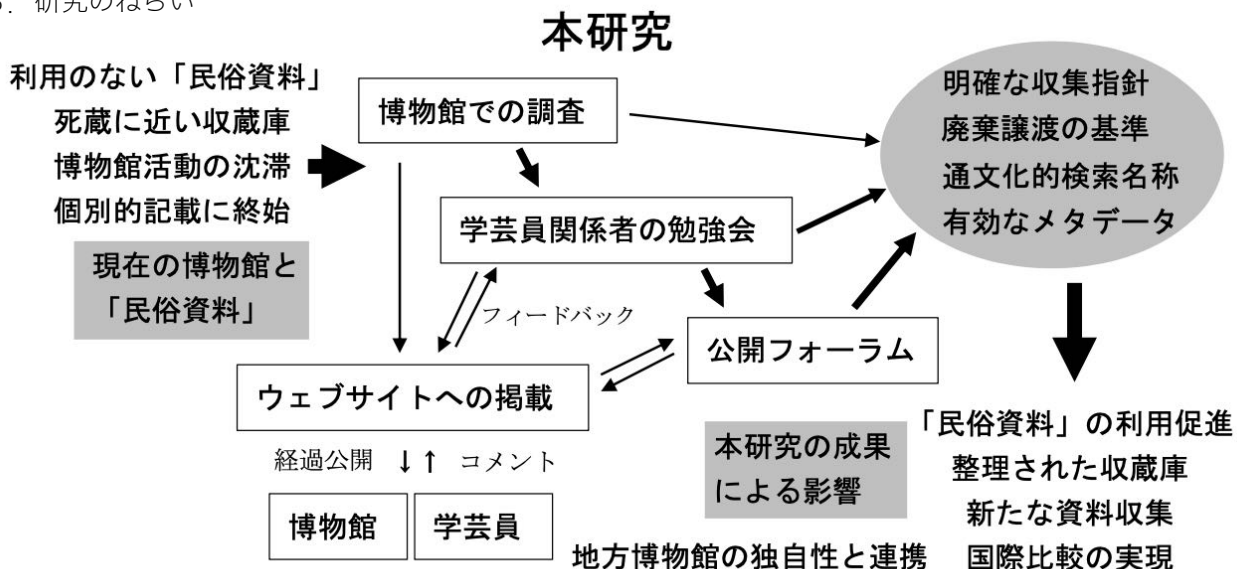 研究のねらい
本研究
利用のない「民俗資料」
死蔵に近い収蔵庫
博物館活動の沈滞
個別的記載に終始
現在の博物館と
「民俗資料」
博物館での調査
学芸員関係者の勉強会
フィードバック
公開フォーラム
ウェブサイトへの掲載
経過公開 ↓↑ コメント
博物館
学芸員
明確な収集指針
廃棄譲渡の基準
通文化的検索名称
有効なメタデータ
本研究の成果
による影響
「民俗資料」の利用促進
整理された収蔵庫
新たな資料収集
地方博物館の独自性と連携
国際比較の実現